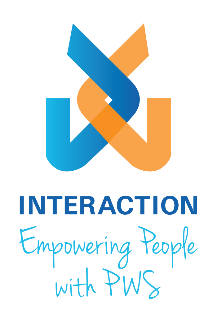 INTERACTION
Empowering People
with PWS